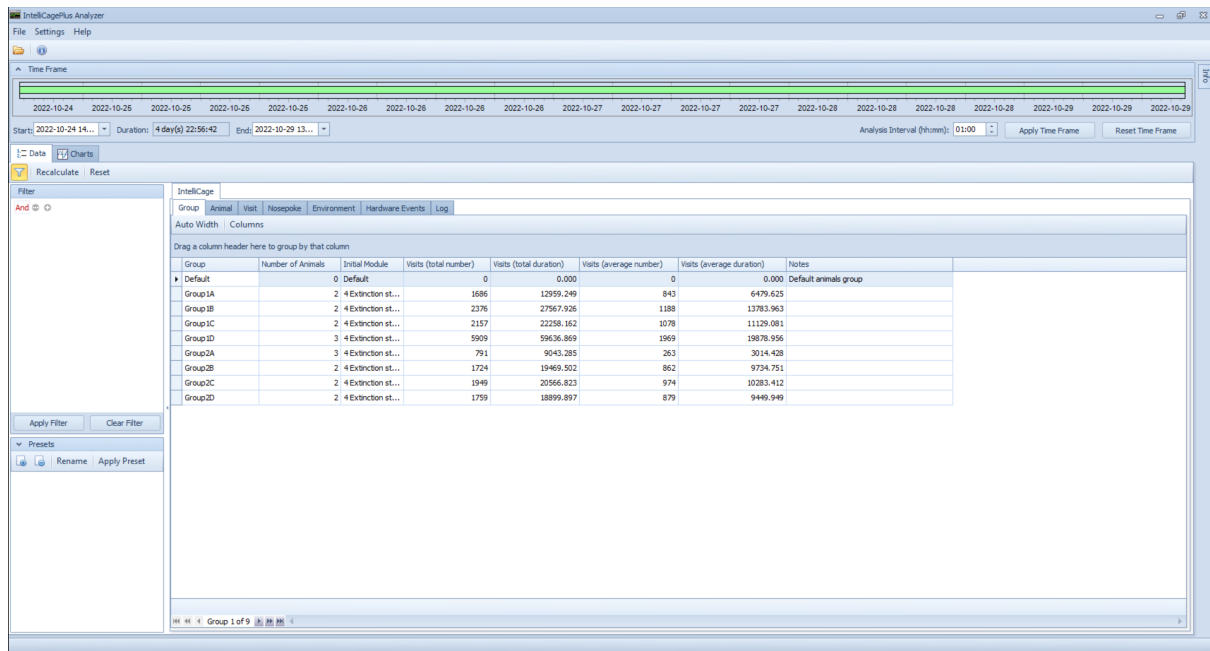 IntelliCagePlus Analyzer
File Settings Help
Time Frame
Info
2022-10-24 2022-10-25 2022-10-25 2022-10-25 2022-10-25 2022-10-26 2022-10-26 2022-10-26 2022-10-26 2022-10-27 2022-10-27 2022-10-27 2022-10-27 2022-10-28 2022-10-28 2022-10-28 2022-10-28 2022-10-29 2022-10-29 2022-10-29
Start: 2022-10-24 14... Duration: 4 day(s) 22:56:42 End: 2022-10-29 13... Analysis Interval (hh:mm): 01:00 Apply Time Frame Reset Time Frame
Data Charts
Recalculate Reset
Filter IntelliCage
And Group Animal Visit Nosepoke Environment Hardware Events Log
Auto Width Columns
Drag a column header here to group by that column
Group Number of Animals Initial Module Visits (total number) Visits (total duration) Visits (average number) Visits (average duration) Notes
Default 0 Default 0 0.000 0 0.000 Default animals group
Group1A 2 4 Extinction st... 1686 12959.249 843 6479.625
Group1B 2 4 Extinction st... 2376 27567.926 1188 13783.963
Group1C 2 4 Extinction st... 2157 22258.162 1078 11129.081
Group1D 3 4 Extinction st... 5909 59636.869 1969 19878.956
Group2A 3 4 Extinction st... 791 9043.285 263 3014.428
Group2B 2 4 Extinction st... 1724 19469.502 862 9734.751
Group2C 2 4 Extinction st... 1949 20566.823 974 10283.412
Group2D 2 4 Extinction st... 1759 18899.897 879 9449.949
Apply Filter Clear Filter
Presets
Rename Apply Preset
Group 1 of 9